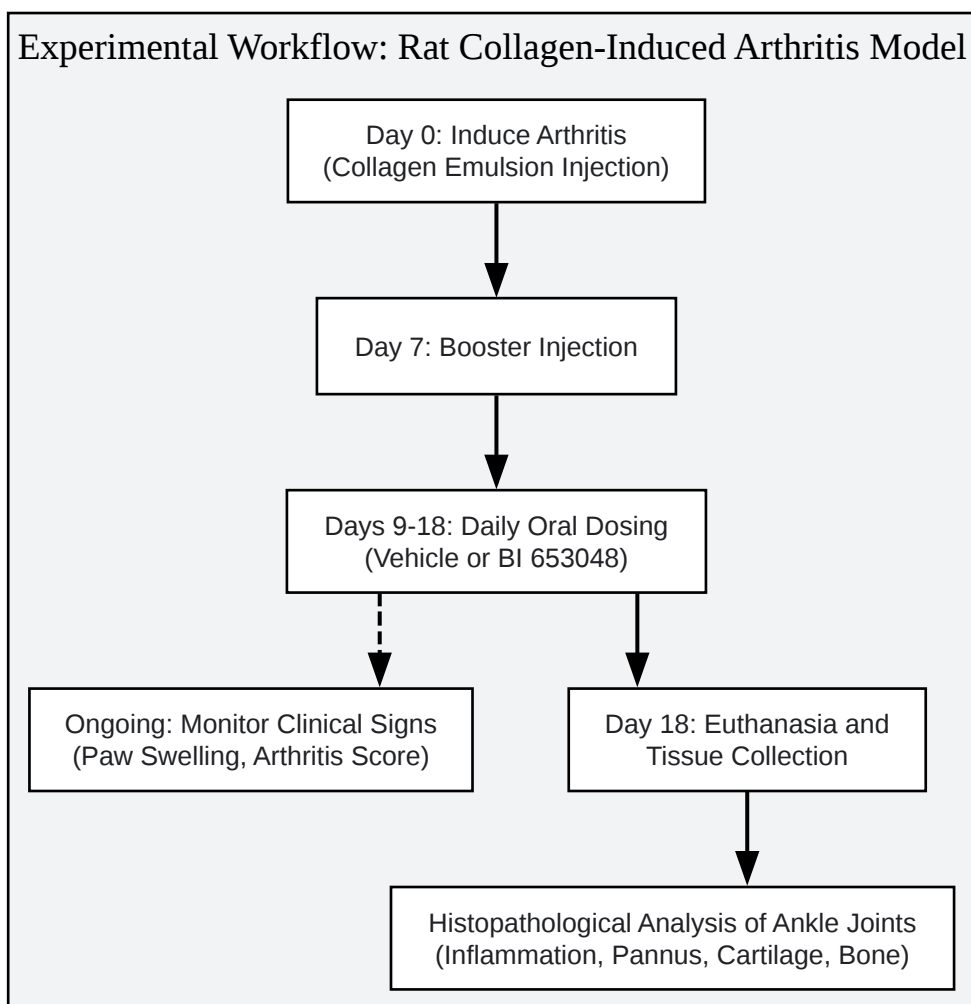 Experimental Workflow: Rat Collagen-Induced Arthritis Model
Day 0: Induce Arthritis
(Collagen Emulsion Injection)
Day 7: Booster Injection
Days 9-18: Daily Oral Dosing
(Vehicle or BI 653048)
Ongoing: Monitor Clinical Signs
(Paw Swelling, Arthritis Score)
Day 18: Euthanasia and
Tissue Collection
Histopathological Analysis of Ankle Joints
(Inflammation, Pannus, Cartilage, Bone)